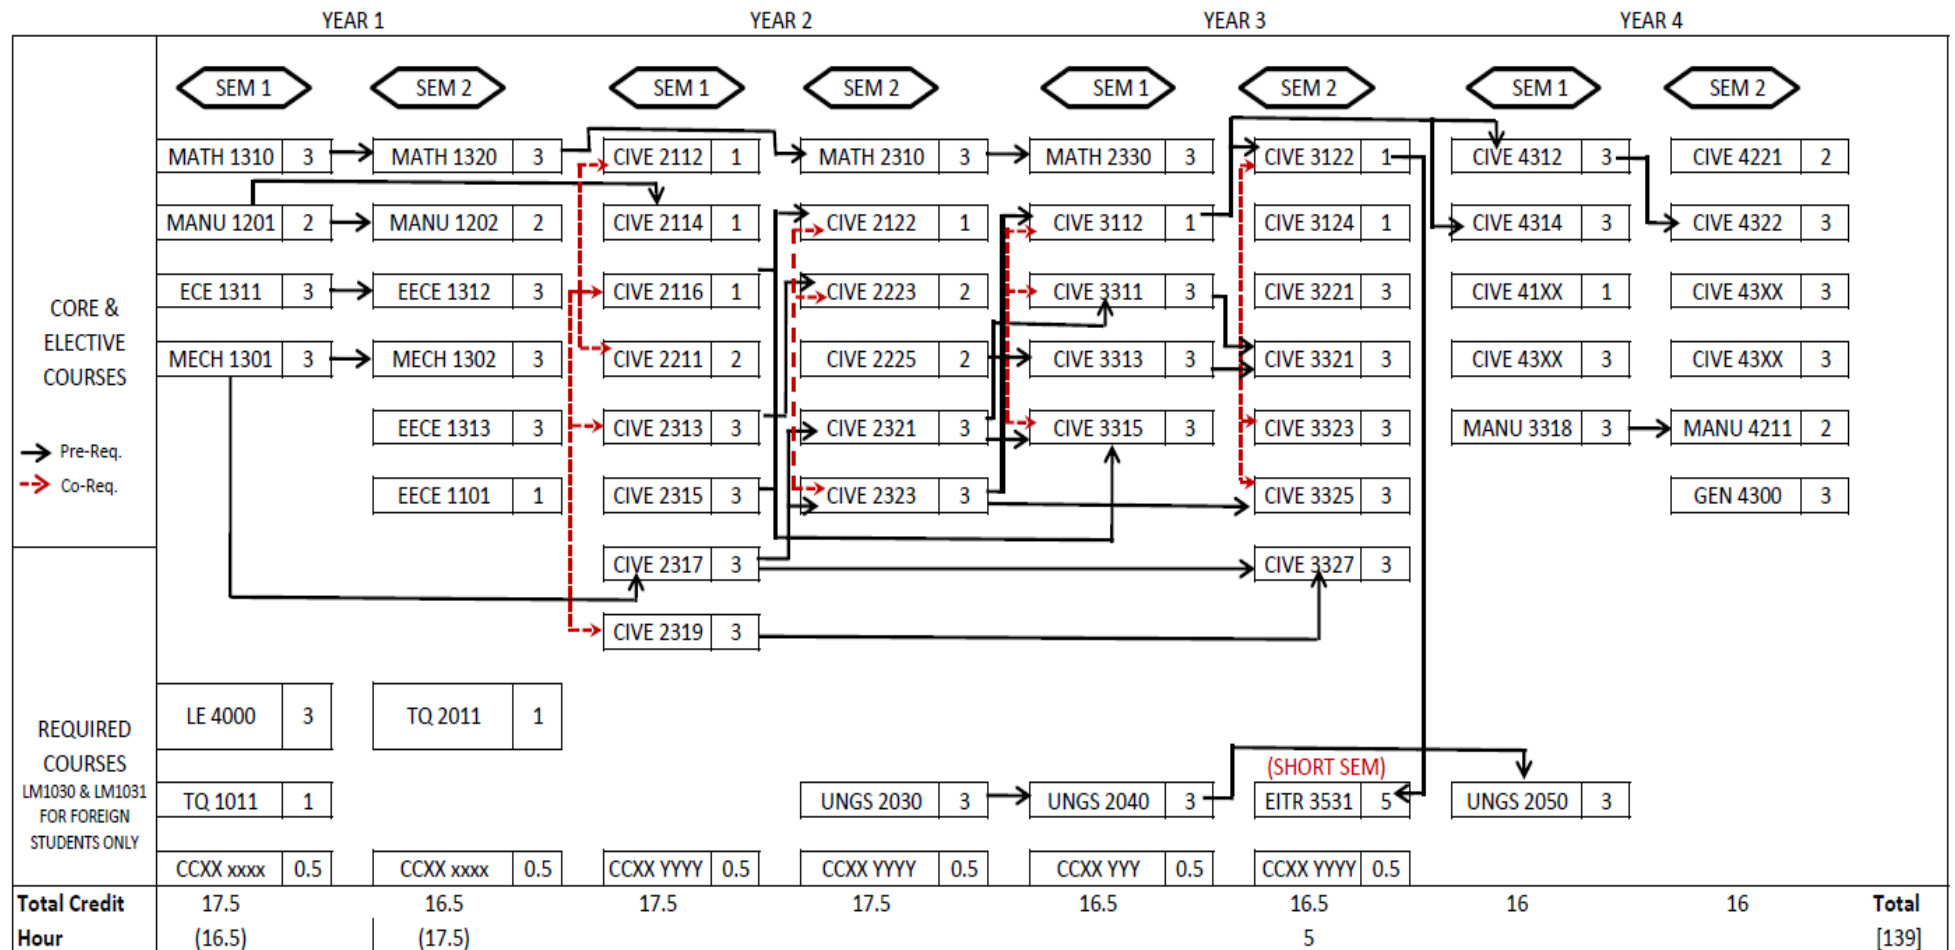 YEAR 1 YEAR 2 YEAR 3 YEAR 4
SEM 1 SEM 2 SEM 1 SEM 2 SEM 1 SEM 2 SEM 1 SEM 2
MATH 1310 3 MATH 1320 3 CIVE 2112 1 MATH 2310 3 MATH 2330 3 CIVE 3122 1 CIVE 4312 3 CIVE 4221 2
MANU 1201 2 MANU 1202 2 CIVE 2114 1 CIVE 2122 1 CIVE 3112 1 CIVE 3124 1 CIVE 4314 3 CIVE 4322 3
ECE 1311 3 EECE 1312 3 CIVE 2116 1 CIVE 2223 2 CIVE 3311 3 CIVE 3221 3 CIVE 41XX 1 CIVE 43XX 3
CORE &
ELECTIVE
COURSES
MECH 1301 3 MECH 1302 3 CIVE 2211 2 CIVE 2225 2 CIVE 3313 3 CIVE 3321 3 CIVE 43XX 3 CIVE 43XX 3
EECE 1313 3 CIVE 2313 3 CIVE 2321 3 CIVE 3315 3 CIVE 3323 3 MANU 3318 3 MANU 4211 2
Pre-Req.
Co-Req.
EECE 1101 1 CIVE 2315 3 CIVE 2323 3 CIVE 3325 3 GEN 4300 3
CIVE 2317 3 CIVE 3327 3
CIVE 2319 3
LE 4000 3 TQ 2011 1
REQUIRED
COURSES
LM1030 & LM1031
FOR FOREIGN
STUDENTS ONLY
(SHORT SEM)
TQ 1011 1 UNGS 2030 3 UNGS 2040 3 EITR 3531 5 UNGS 2050 3
CCXX xxxx 0.5 CCXX xxxx 0.5 CCXX YYYY 0.5 CCXX YYYY 0.5 CCXX YYY 0.5 CCXX YYYY 0.5
Total Credit 17.5 16.5 17.5 17.5 16.5 16.5 16 16 Total
Hour (16.5) (17.5) 5 [139]